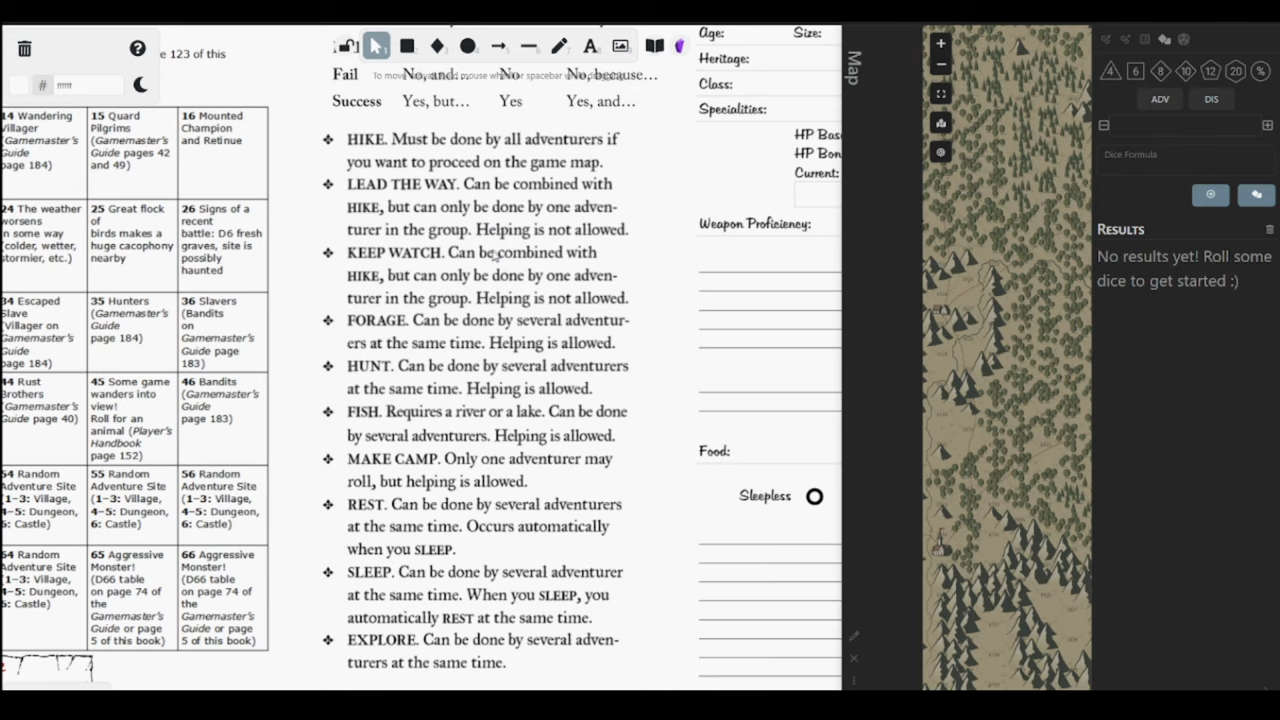 e 123 of this
#
ffffff
14 Wandering
Villager
(Gamemaster's
Guide
page 184)
15 Quard
Pilgrims
(Gamemaster's
Guide pages 42
and 49)
16 Mounted
Champion
and Retinue
24 The weather
worsens
in some way
(colder, wetter,
stormier, etc.)
25 Great flock
of
birds makes a
huge cacophony
nearby
26 Signs of a
recent
battle: D6 fresh
graves, site is
possibly
haunted
34 Escaped
Slave
(Villager on
Gamemaster's
Guide
page 184)
35 Hunters
(Gamemaster's
Guide
184)
36 Slavers
(Bandits
on
Gamemaster's
Guide page
183)
44 Rust
Brothers
(Gamemaster's
Guide page 40)
45 Some game
wanders into
view!
Roll for an
animal (Player's
Handbook
page 152)
46 Bandits
(Gamemaster's
Guide
page 183)
54 Random
Adventure Site
(1–3: Village,
4–5: Dungeon,
6: Castle)
55 Random
Adventure Site
(1–3: Village,
4–5: Dungeon,
6: Castle)
56 Random
Adventure Site
(1–3: Village,
4–5: Dungeon,
6: Castle)
64 Random
Adventure Site
(1–3: Village,
4–5: Dungeon,
6: Castle)
65 Aggressive
Monster!
(D66 table
on page 74 of
the
Gamemaster's
Guide or page
5 of this book)
66 Aggressive
Monster!
(D66 table
on page 74 of
the
Gamemaster's
Guide or page
5 of this book)
Fail No, and… No No, because…
Success Yes, but… Yes Yes, and…
❖ HIKE. Must be done by all adventurers if
you want to proceed on the game map.
❖ LEAD THE WAY. Can be combined with
HIKE, but can only be done by one adven-
turer in the group. Helping is not allowed.
❖ KEEP WATCH. Can be combined with
HIKE, but can only be done by one adven-
turer in the group. Helping is not allowed.
❖ FORAGE. Can be done by several adventur-
ers at the same time. Helping is allowed.
❖ HUNT. Can be done by several adventurers
at the same time. Helping is allowed.
❖ FISH. Requires a river or a lake. Can be done
by several adventurers. Helping is allowed.
❖ MAKE CAMP. Only one adventurer may
roll, but helping is allowed.
❖ REST. Can be done by several adventurers
at the same time. Occurs automatically
when you SLEEP.
❖ SLEEP. Can be done by several adventurer
at the same time. When you SLEEP, you
automatically REST at the same time.
❖ EXPLORE. Can be done by several adven-
turers at the same time.
Age: Size:
Heritage:
Class:
Specialities:
HP Bas
HP Bon
Current:
Weapon Proficiency:
Food:
Sleepless
Map
4 6 8 10 12 20 %
ADV DIS
Dice Formula
RESULTS
No results yet! Roll some
dice to get started :)